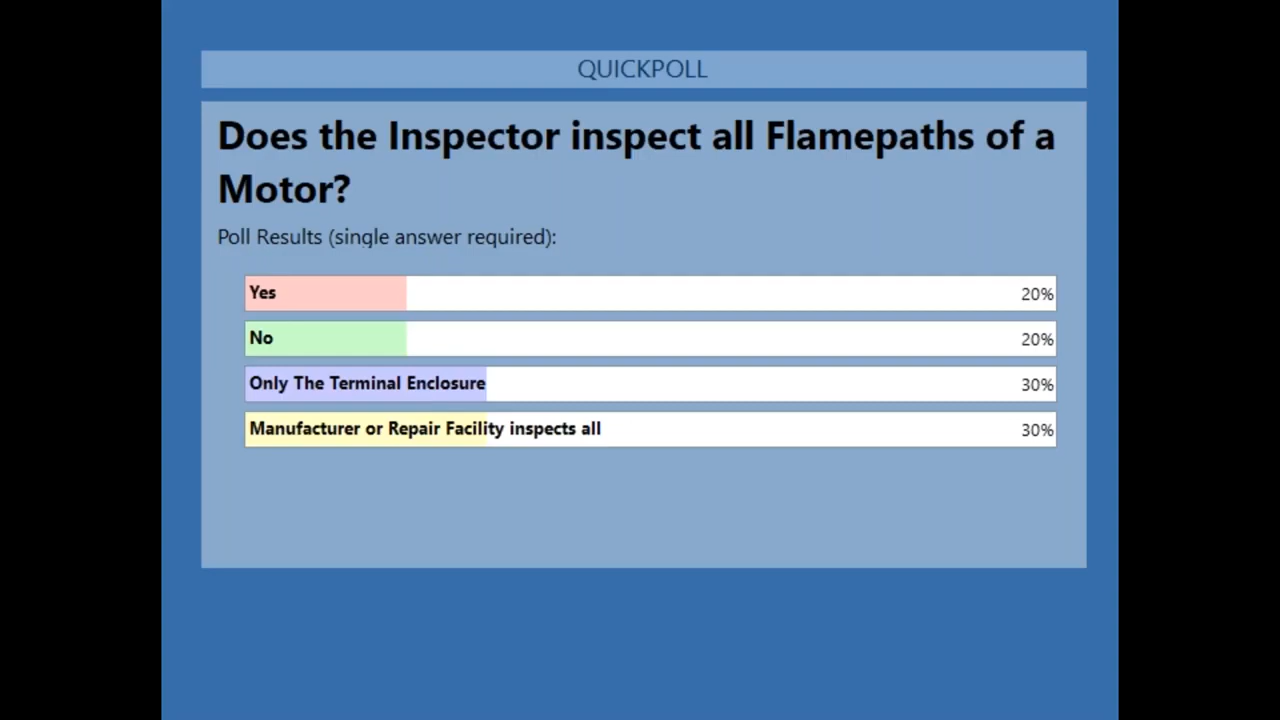 QUICKPOLL
Does the Inspector inspect all Flamepaths of a
Motor?
Poll Results (single answer required):
Yes 20%
No 20%
Only The Terminal Enclosure 30%
Manufacturer or Repair Facility inspects all 30%